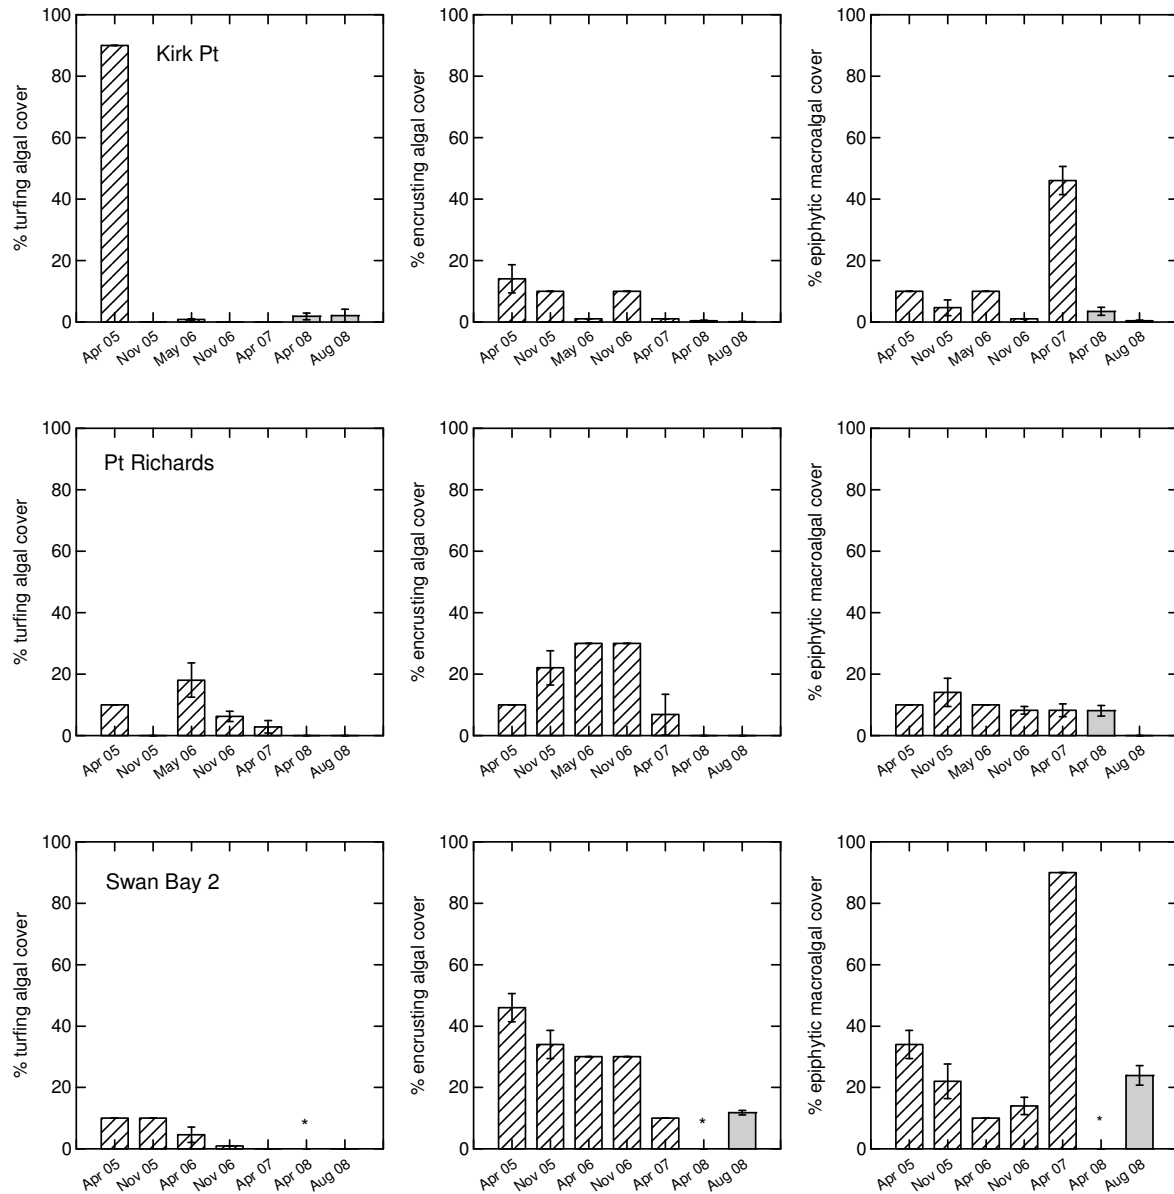 Kirk Pt
% turfing algal cover
100
80
60
40
20
0
Apr 05 Nov 05 May 06 Nov 06 Apr 07 Apr 08 Aug 08
% encrusting algal cover
100
80
60
40
20
0
Apr 05 Nov 05 May 06 Nov 06 Apr 07 Apr 08 Aug 08
% epiphytic macroalgal cover
100
80
60
40
20
0
Apr 05 Nov 05 May 06 Nov 06 Apr 07 Apr 08 Aug 08
Pt Richards
% turfing algal cover
100
80
60
40
20
0
Apr 05 Nov 05 May 06 Nov 06 Apr 07 Apr 08 Aug 08
% encrusting algal cover
100
80
60
40
20
0
Apr 05 Nov 05 May 06 Nov 06 Apr 07 Apr 08 Aug 08
% epiphytic macroalgal cover
100
80
60
40
20
0
Apr 05 Nov 05 May 06 Nov 06 Apr 07 Apr 08 Aug 08
Swan Bay 2
% turfing algal cover
100
80
60
40
20
0
*
Apr 05 Nov 05 Apr 06 Nov 06 Apr 07 Apr 08 Aug 08
% encrusting algal cover
100
80
60
40
20
0
*
Apr 05 Nov 05 Apr 06 Nov 06 Apr 07 Apr 08 Aug 08
% epiphytic macroalgal cover
100
80
60
40
20
0
*
Apr 05 Nov 05 Apr 06 Nov 06 Apr 07 Apr 08 Aug 08